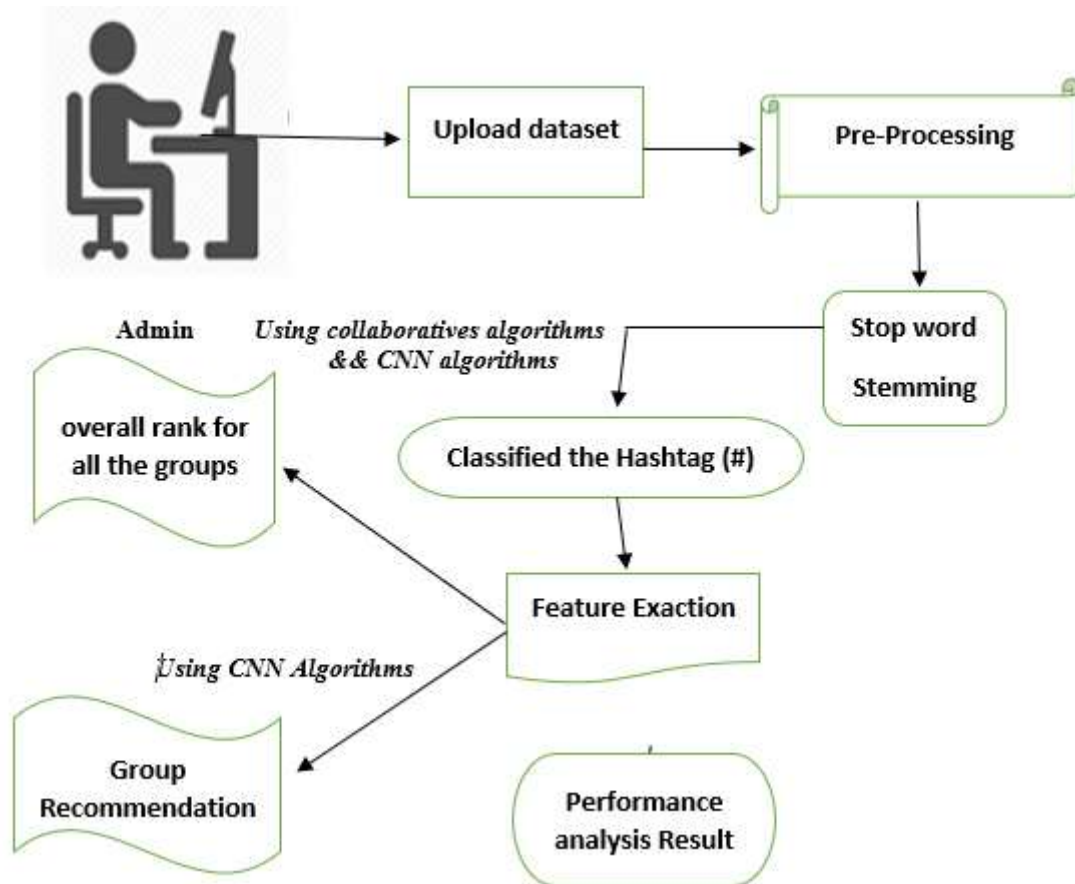 Upload dataset
Pre-Processing
Admin
Using collaboratives algorithms
&& CNN algorithms
Stop word
Stemming
overall rank for
all the groups
Classified the Hashtag (#)
Feature Exaction
Using CNN Algorithms
Group
Recommendation
Performance
analysis Result